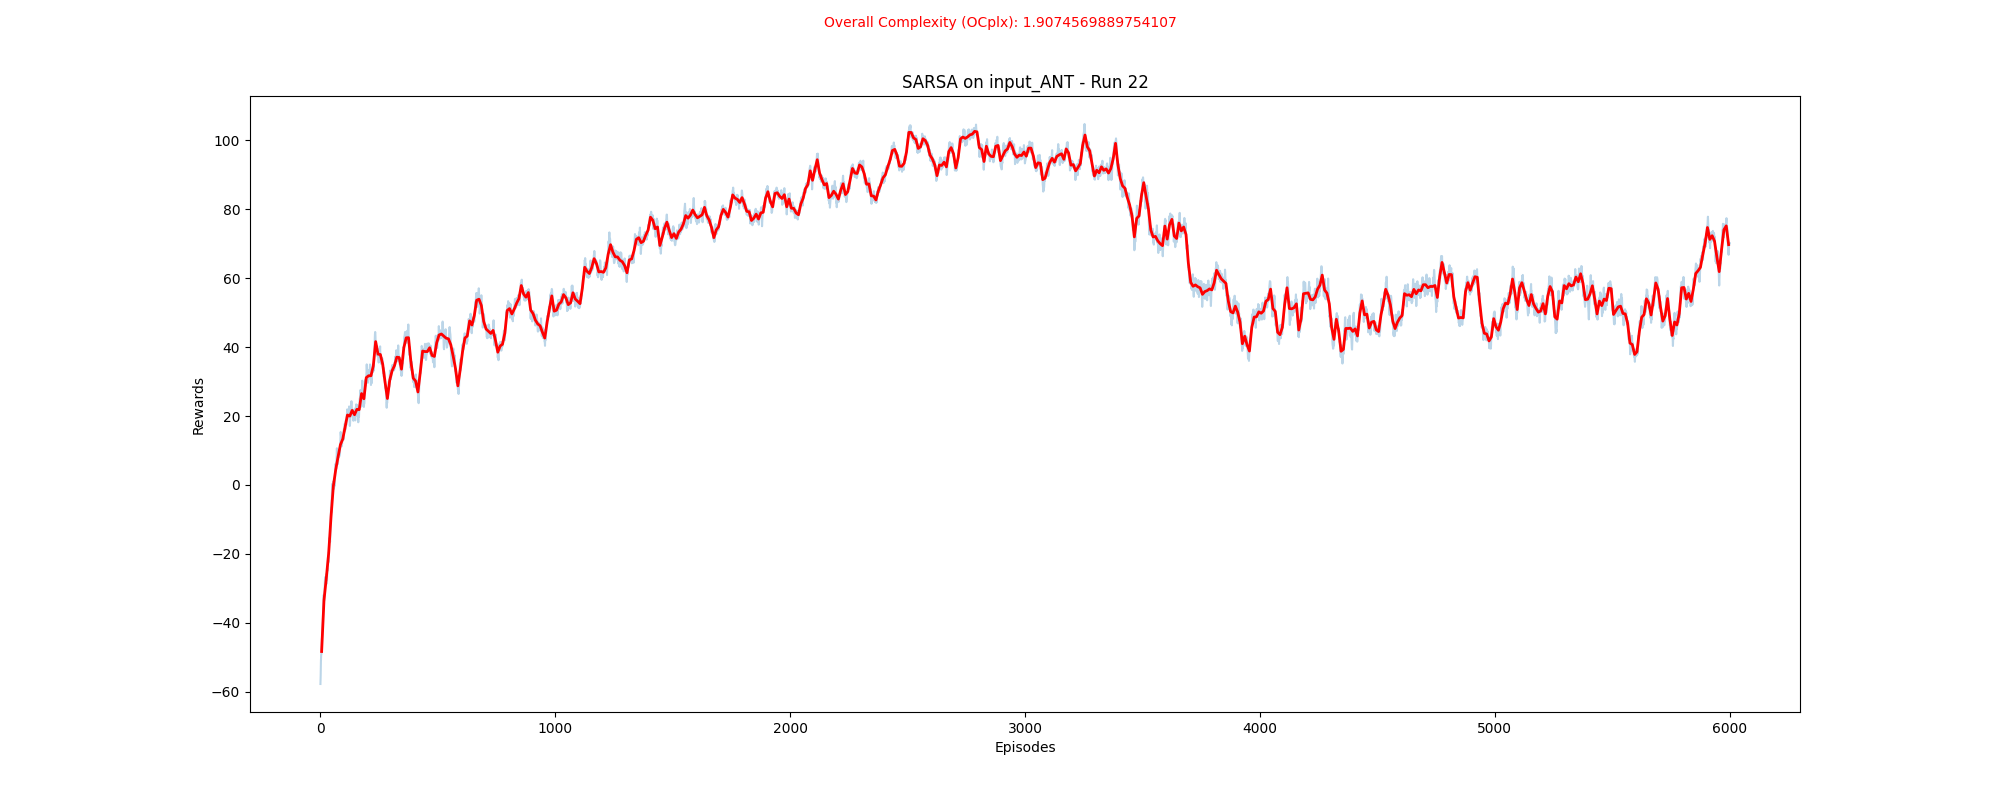 Overall Complexity (OCplx): 1.9074569889754107
SARSA on input_ANT - Run 22
Rewards
100
80
60
40
20
0
−20
−40
−60
0 1000 2000 3000 4000 5000 6000
Episodes